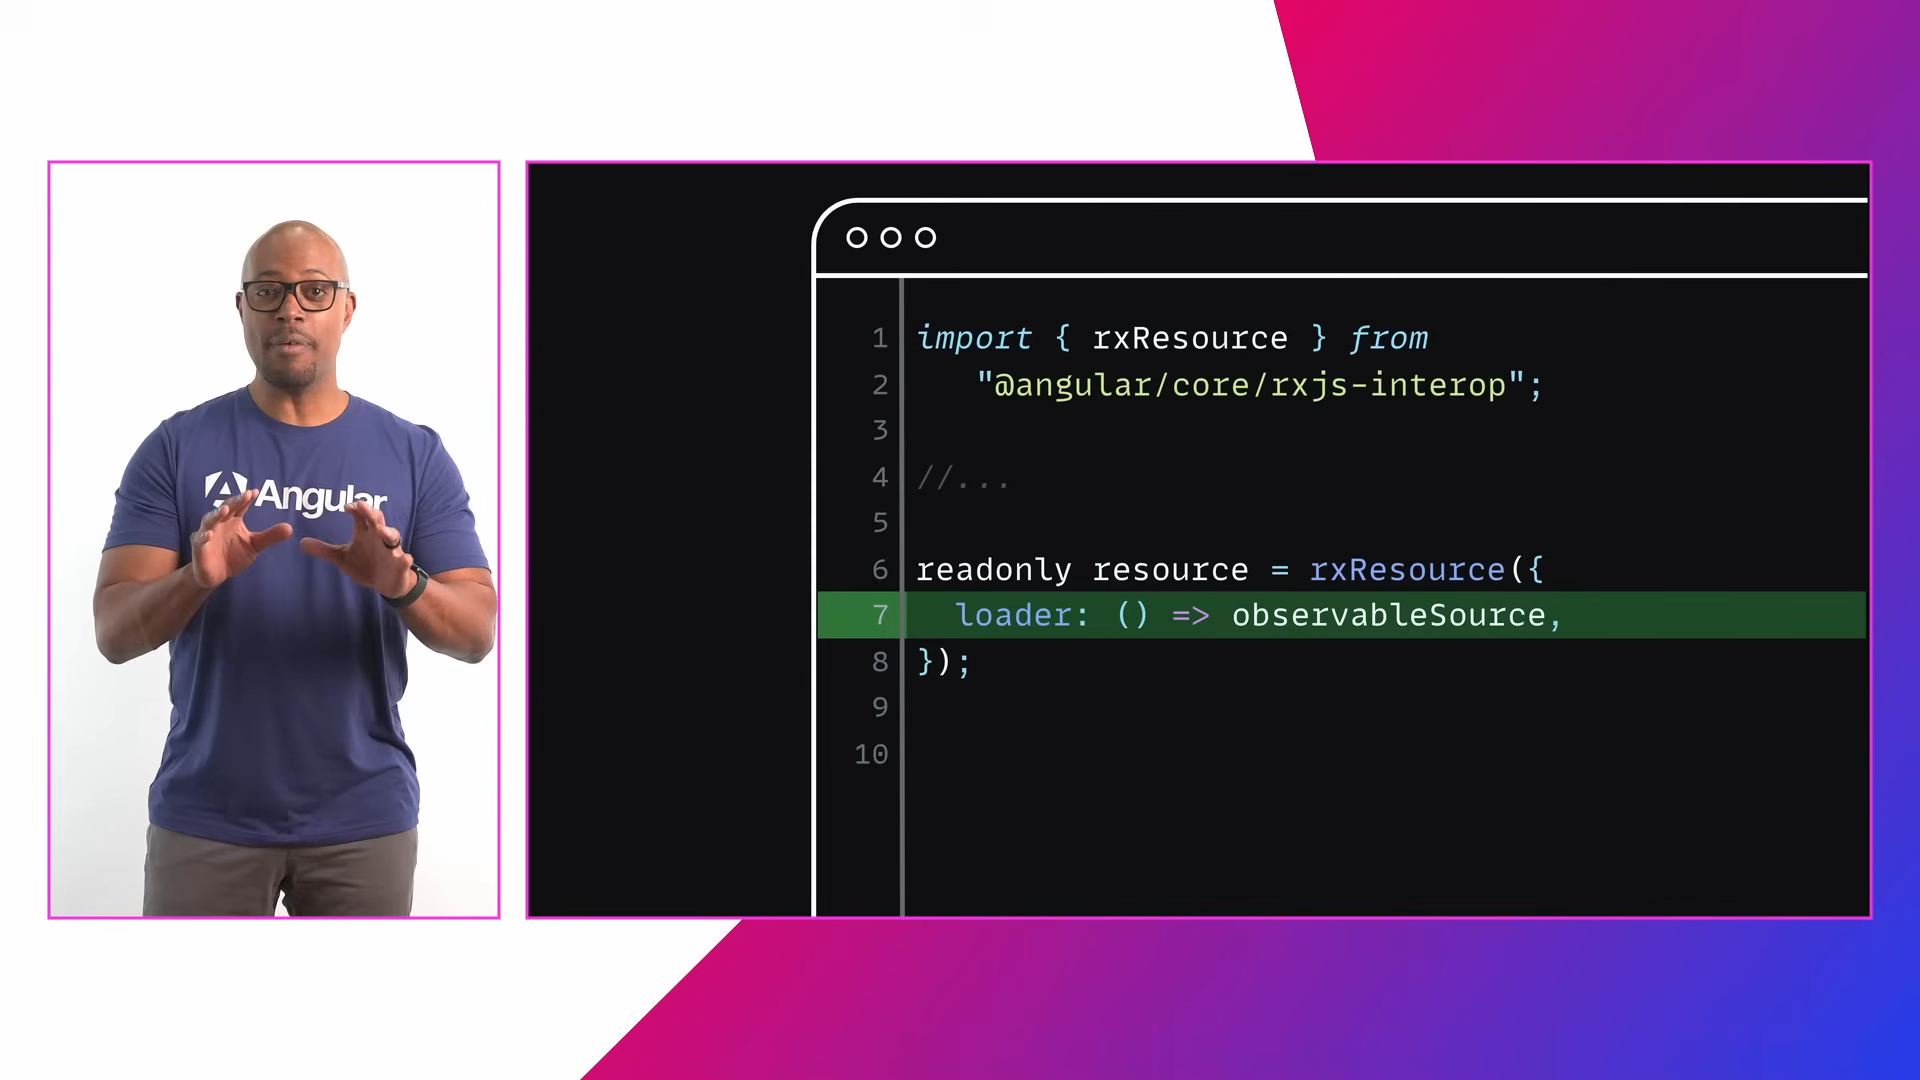 Angular
1 import { rxResource } from
2 "@angular/core/rxjs-interop";
3
4 //...
5
6 readonly resource = rxResource({
7 loader: () => observableSource,
8 });
9
10